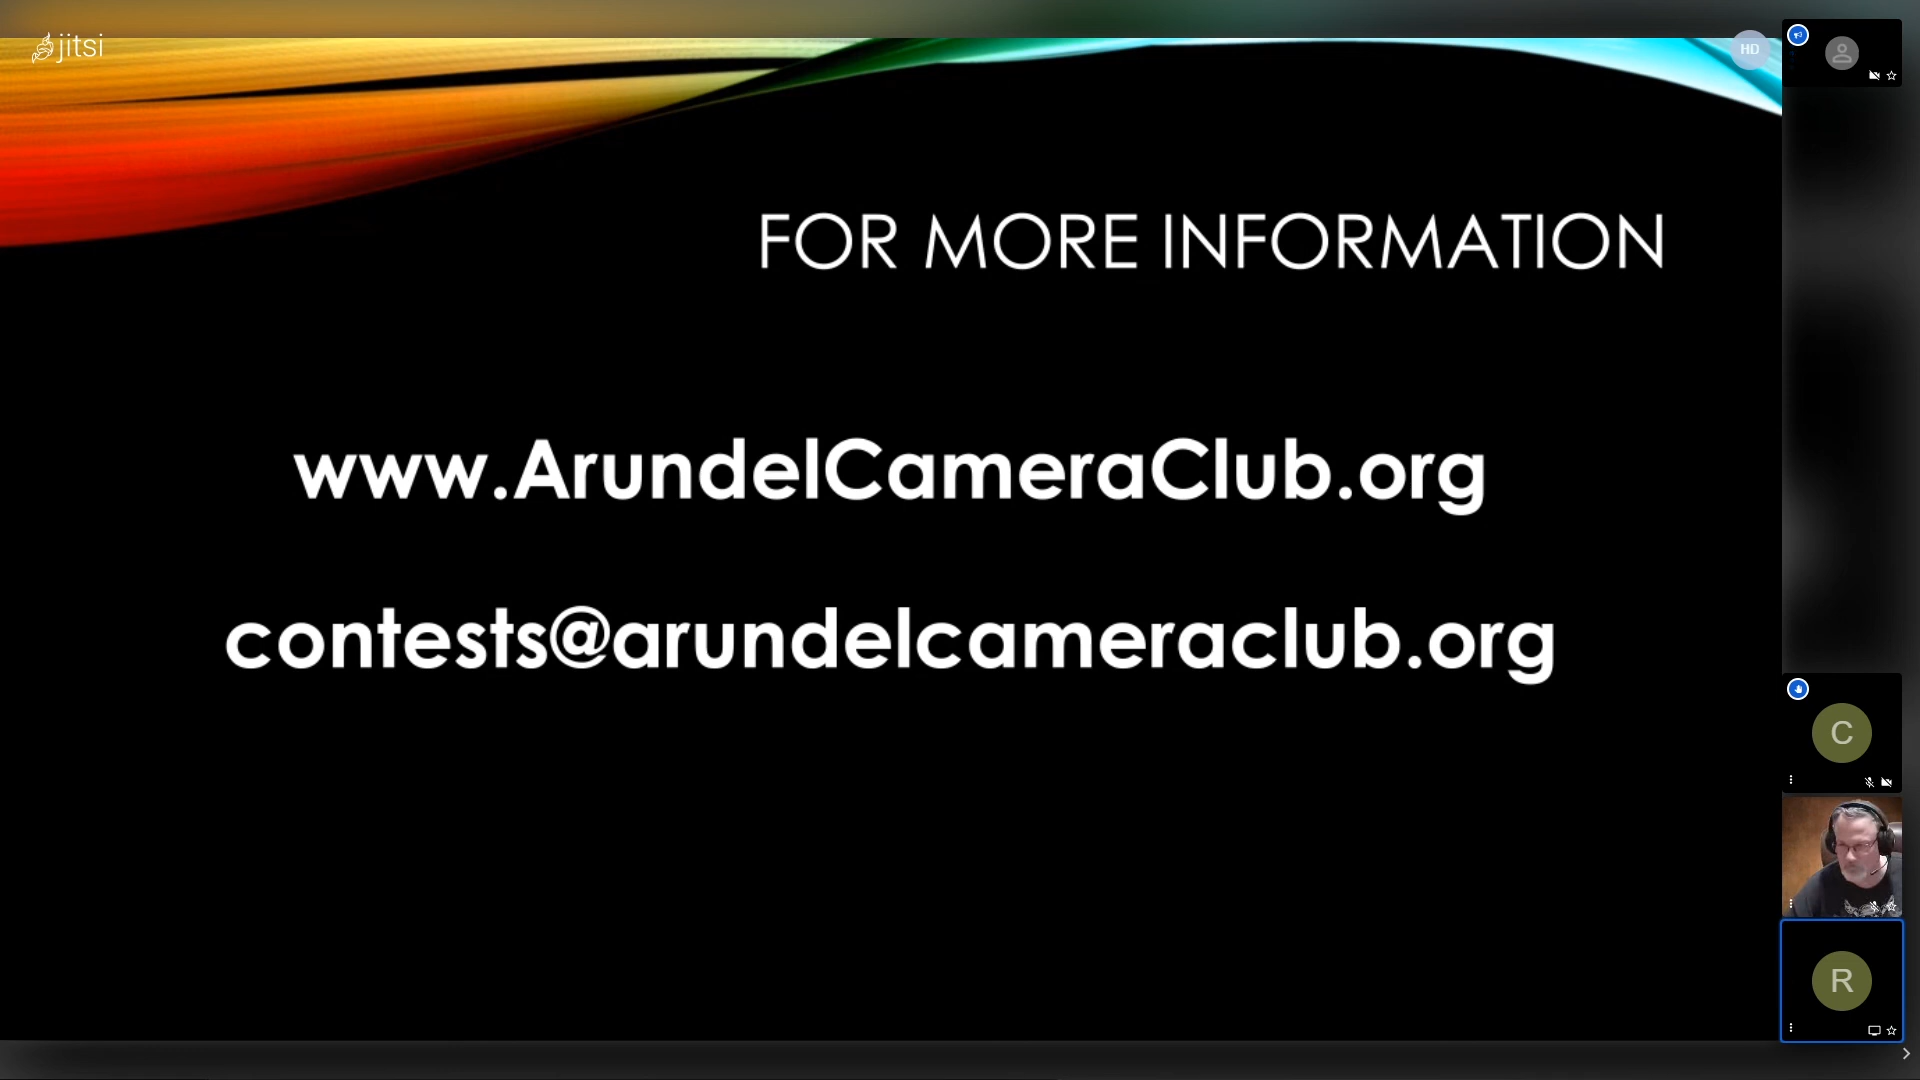 jitsi
HD
FOR MORE INFORMATION
www.ArundelCameraClub.org
contests@arundelcameraclub.org
C
R